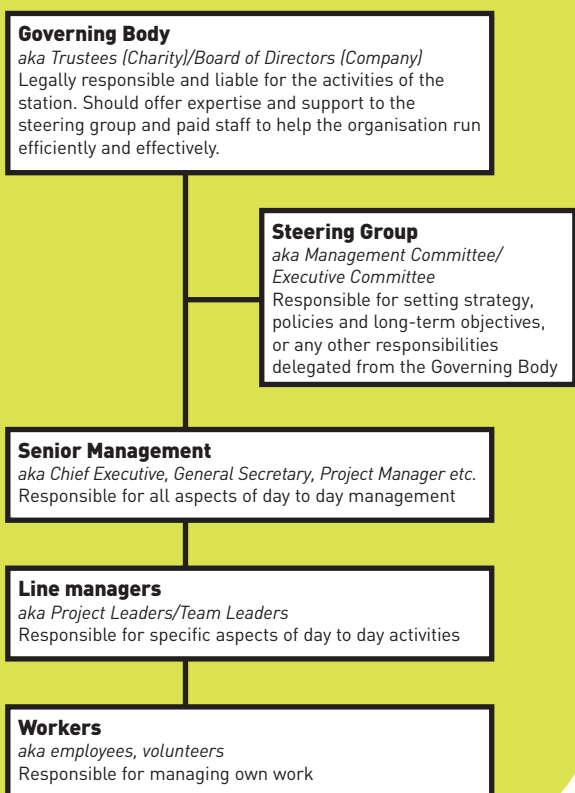 Governing Body
aka Trustees (Charity)/Board of Directors (Company)
Legally responsible and liable for the activities of the
station. Should offer expertise and support to the
steering group and paid staff to help the organisation run
efficiently and effectively.
Steering Group
aka Management Committee/
Executive Committee
Responsible for setting strategy,
policies and long-term objectives,
or any other responsibilities
delegated from the Governing Body
Senior Management
aka Chief Executive, General Secretary, Project Manager etc.
Responsible for all aspects of day to day management
Line managers
aka Project Leaders/Team Leaders
Responsible for specific aspects of day to day activities
Workers
aka employees, volunteers
Responsible for managing own work